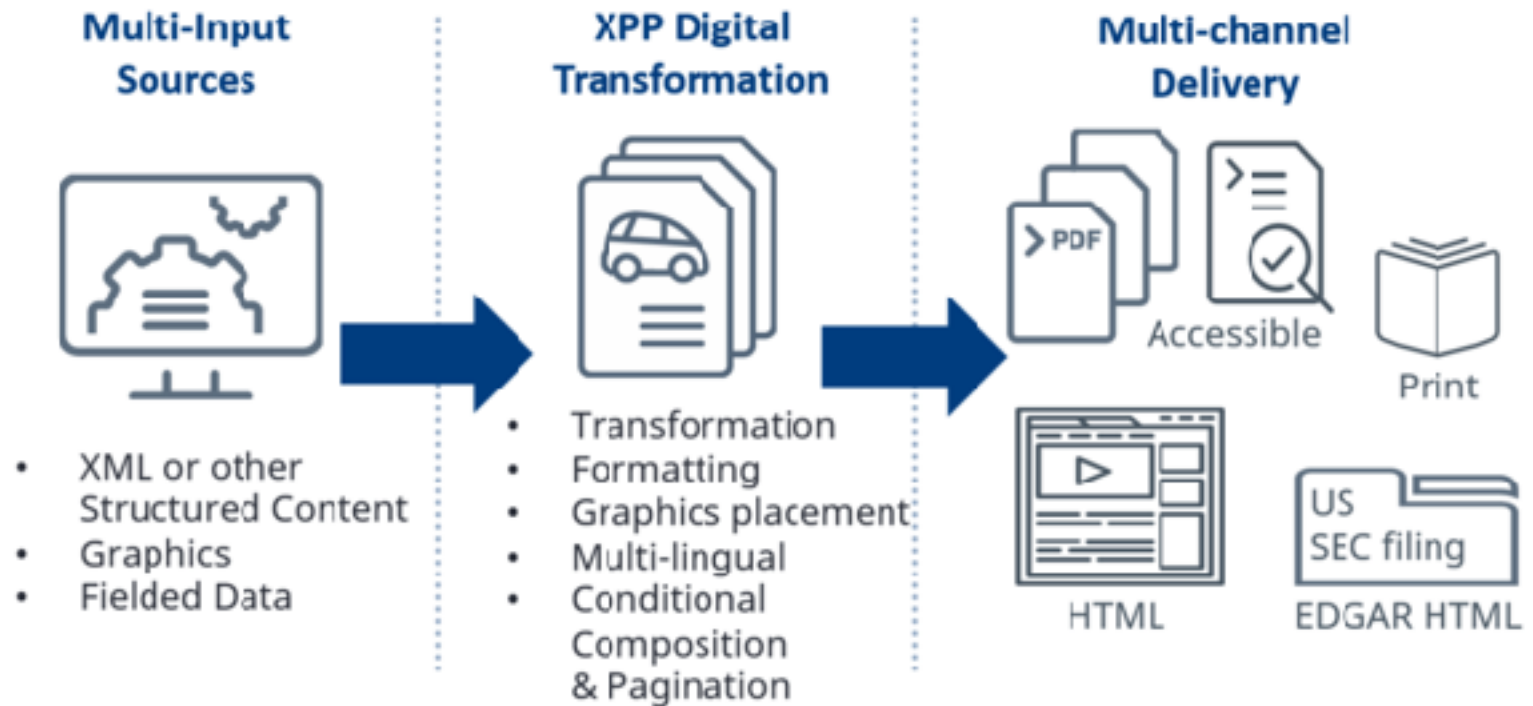 Multi-Input
Sources
• XML or other
Structured Content
• Graphics
• Fielded Data
XPP Digital
Transformation
• Transformation
• Formatting
• Graphics placement
• Multi-lingual
• Conditional
Composition
& Pagination
Multi-channel
Delivery
PDF
Accessible
Print
HTML
US
SEC filing
EDGAR HTML